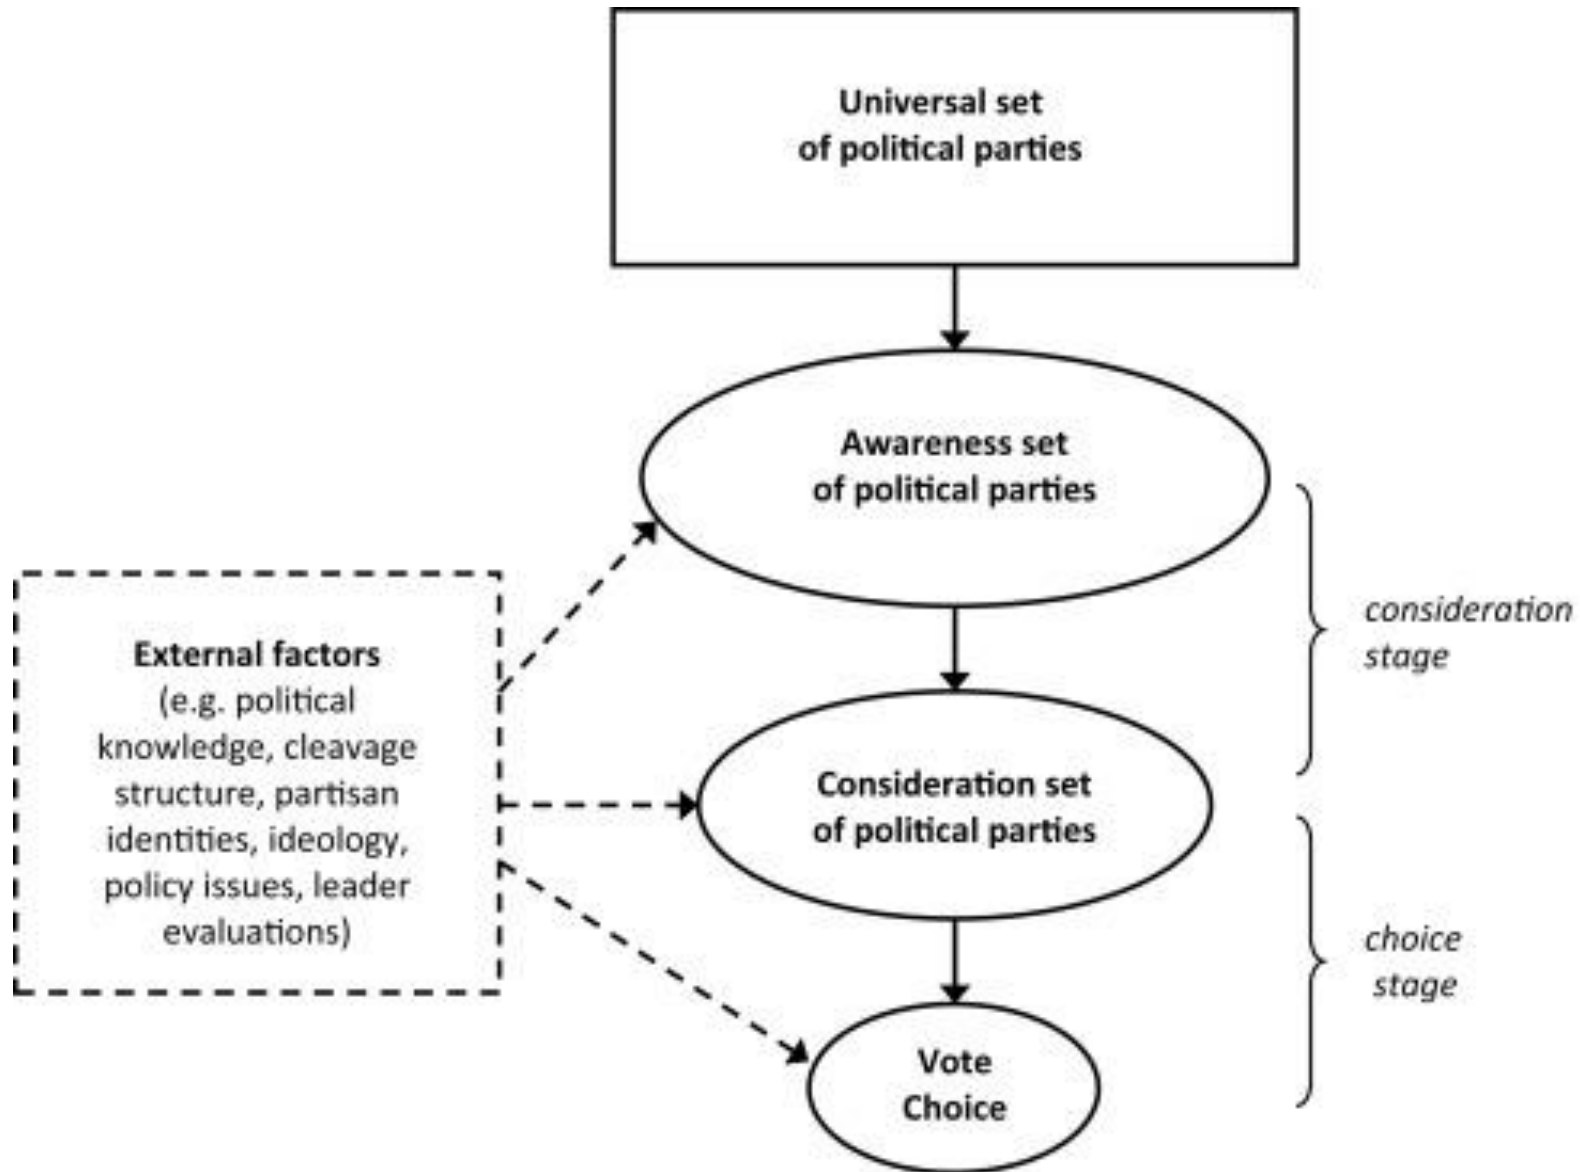 Universal set
of political parties
Awareness set
of political parties
consideration
stage
External factors
(e.g. political
knowledge, cleavage
structure, partisan
identities, ideology,
policy issues, leader
evaluations)
Consideration set
of political parties
choice
stage
Vote
Choice